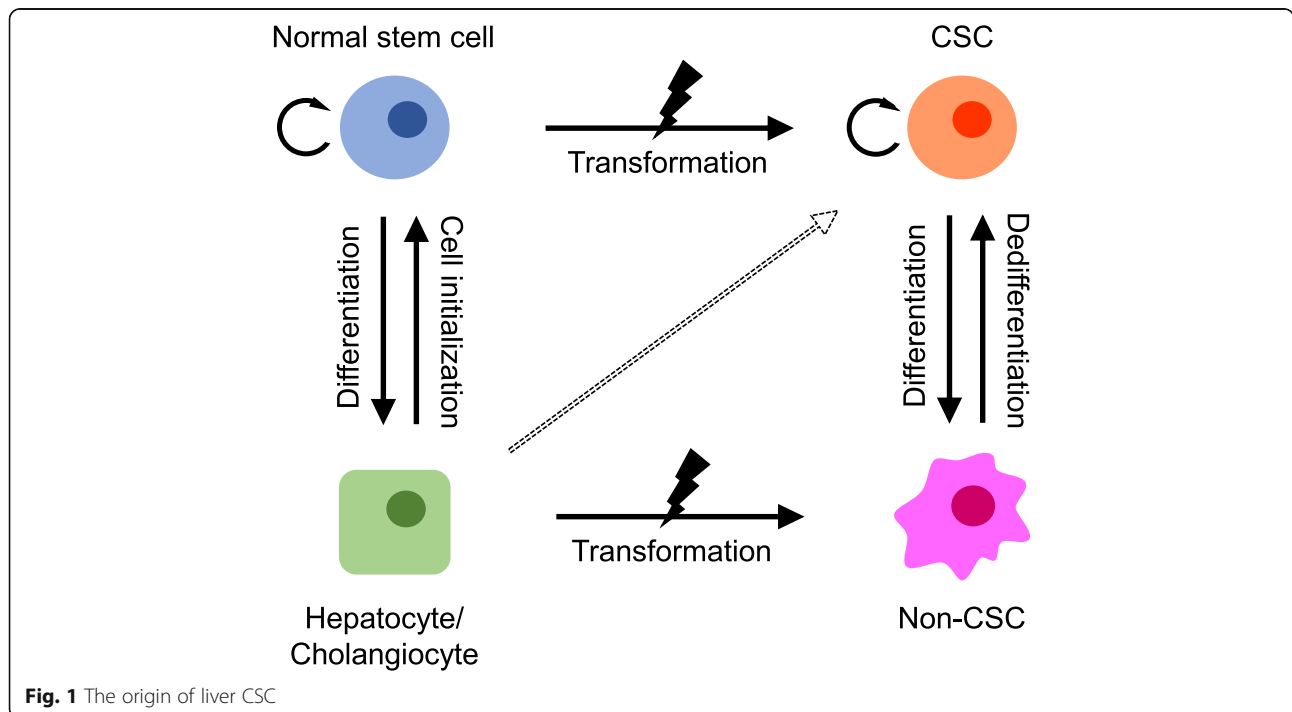 Normal stem cell
CSC
Transformation
Differentiation
Cell initialization
Differentiation
Dedifferentiation
Transformation
Hepatocyte/
Cholangiocyte
Non-CSC
Fig. 1 The origin of liver CSC